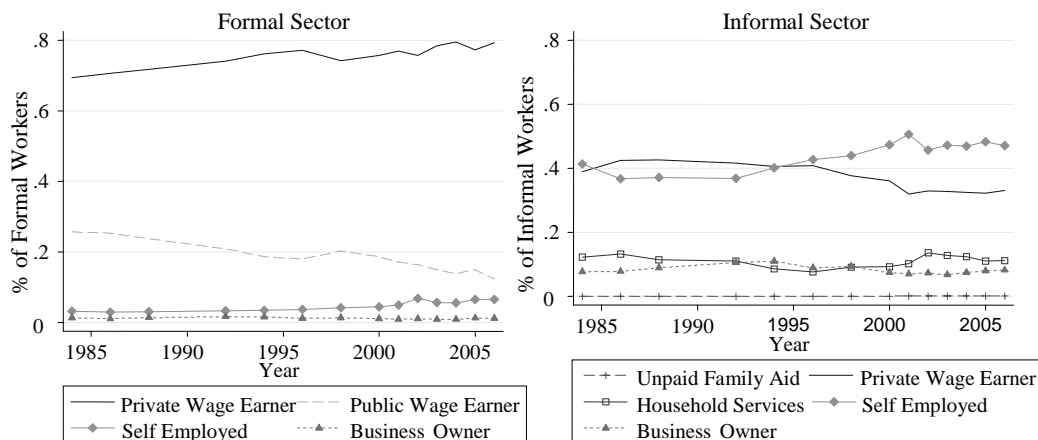 Formal Sector
.8
.6
.4
.2
0
% of Formal Workers
1985 1990 1995 2000 2005
Year
Private Wage Earner Public Wage Earner
Self Employed Business Owner
Informal Sector
.8
.6
.4
.2
0
% of Informal Workers
1985 1990 1995 2000 2005
Year
Unpaid Family Aid Private Wage Earner
Household Services Self Employed
Business Owner